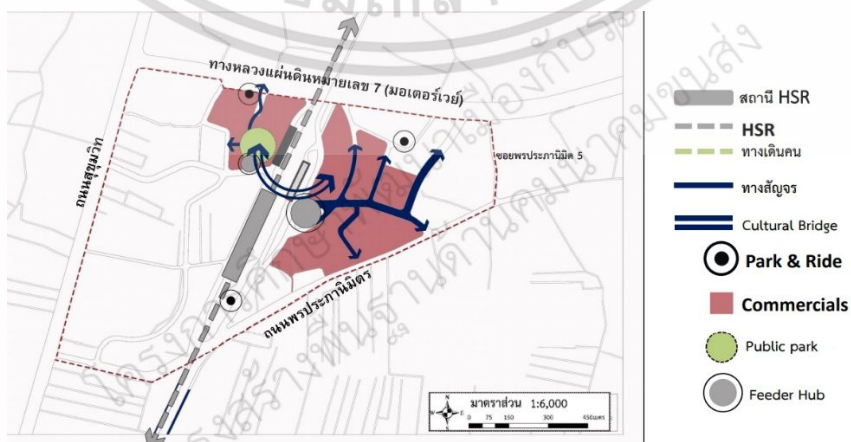 ทางหลวงแผ่นดินหมายเลข 7 (มอเตอร์เวย์)
ถนนสุขุมวิท
ซอยพรประภานิมิต 5
ถนนพรประภานิมิตร
สถานี HSR
HSR
ทางเดินคน
ทางสัญจร
Cultural Bridge
Park & Ride
Commercials
Public park
Feeder Hub
มาตราส่วน 1:6,000
0 75 150 300 450เมตร
N
W E
S